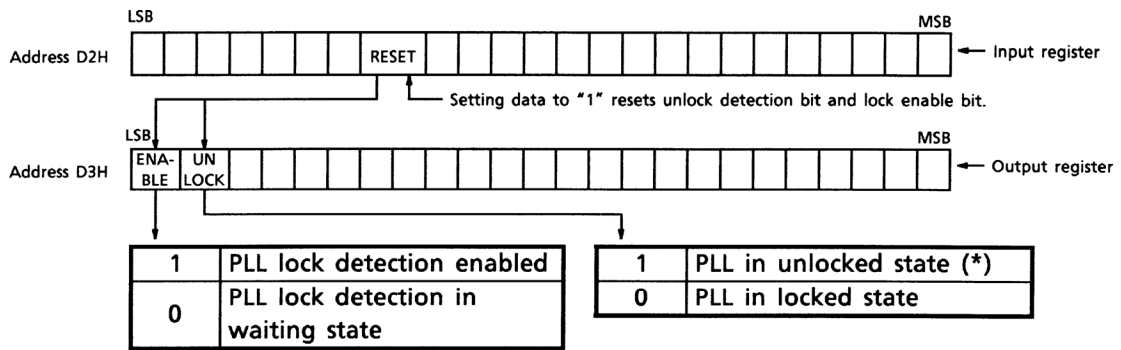 LSB
MSB
Address D2H
RESET
Input register
Setting data to "1" resets unlock detection bit and lock enable bit.
LSB
MSB
Address D3H
ENA-
BLE
UN
LOCK
Output register
1
PLL lock detection enabled
0
PLL lock detection in
waiting state
1
PLL in unlocked state (*)
0
PLL in locked state